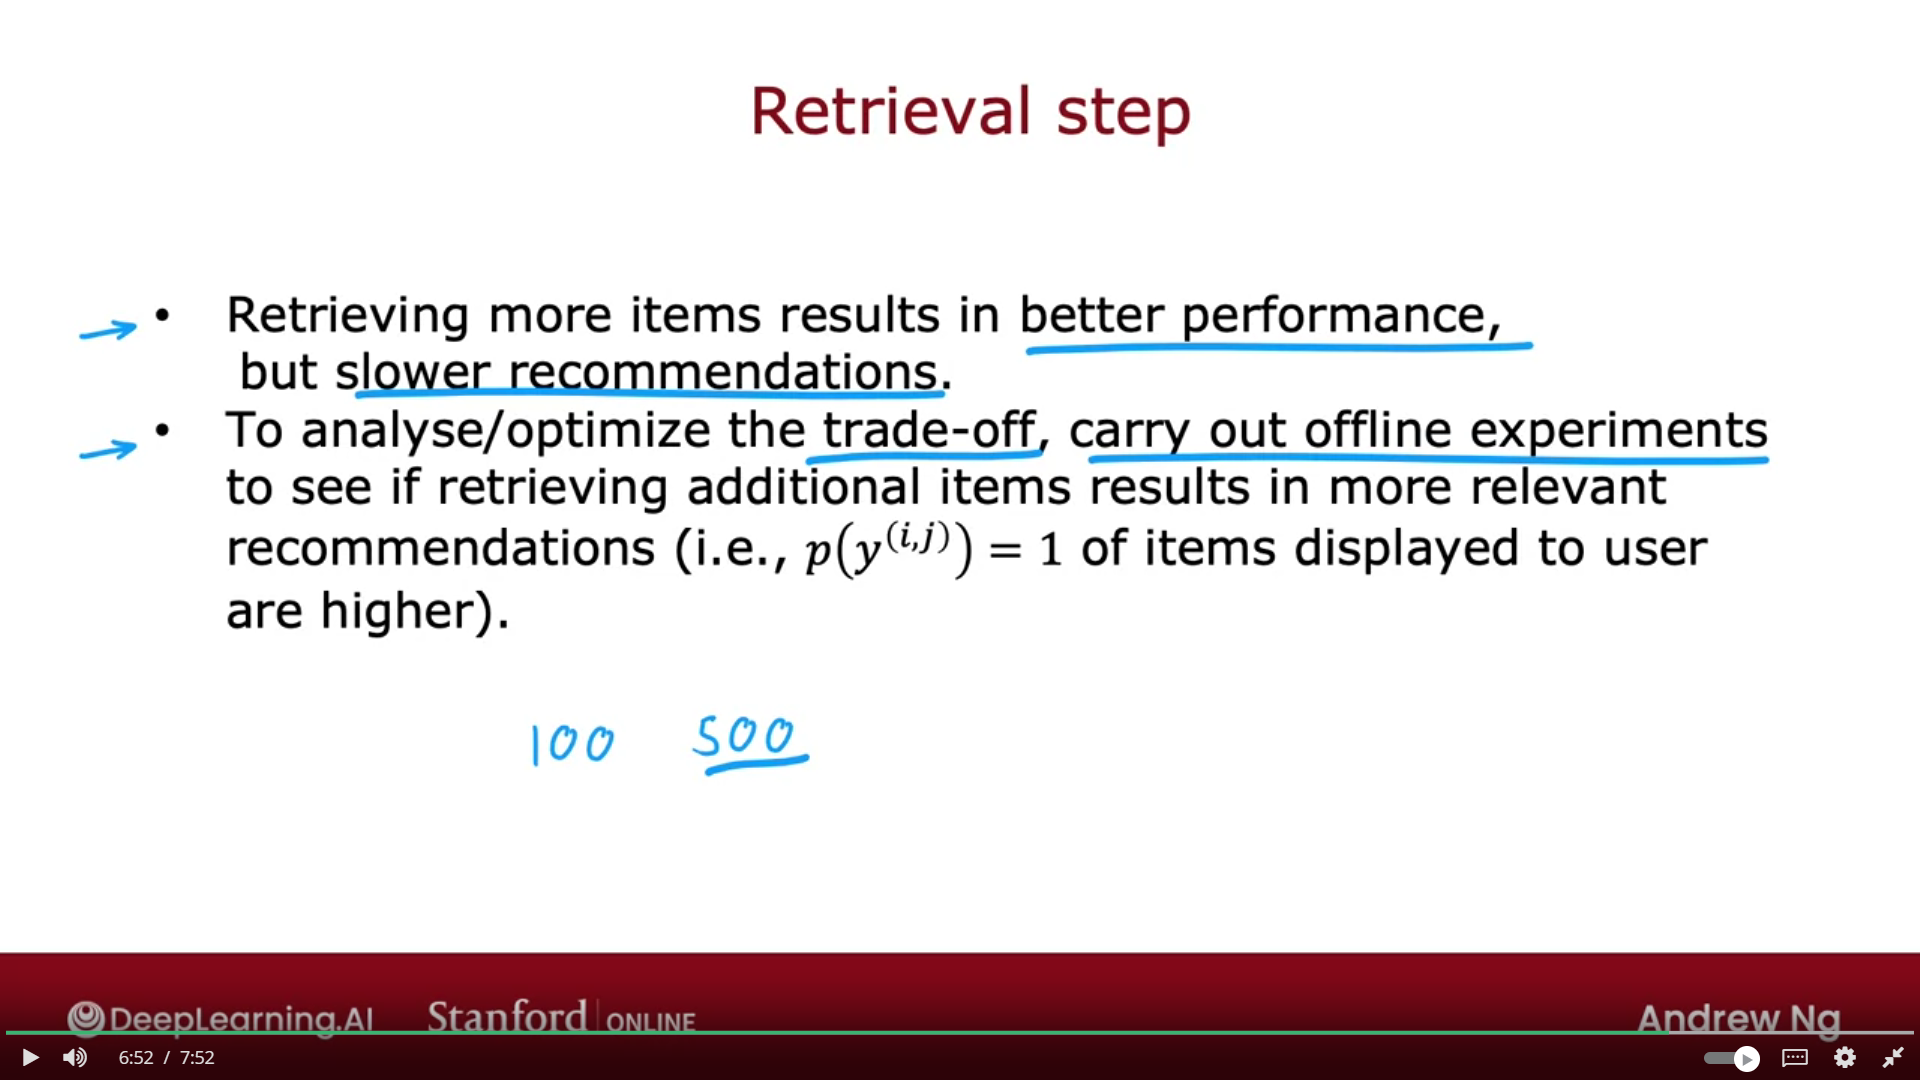 Retrieval step
• Retrieving more items results in better performance,
but slower recommendations.
• To analyse/optimize the trade-off, carry out offline experiments
to see if retrieving additional items results in more relevant
recommendations (i.e., p(y^(i,j)) = 1 of items displayed to user
are higher).
100 500
DeepLearning.AI Stanford ONLINE Andrew Ng
6:52 / 7:52